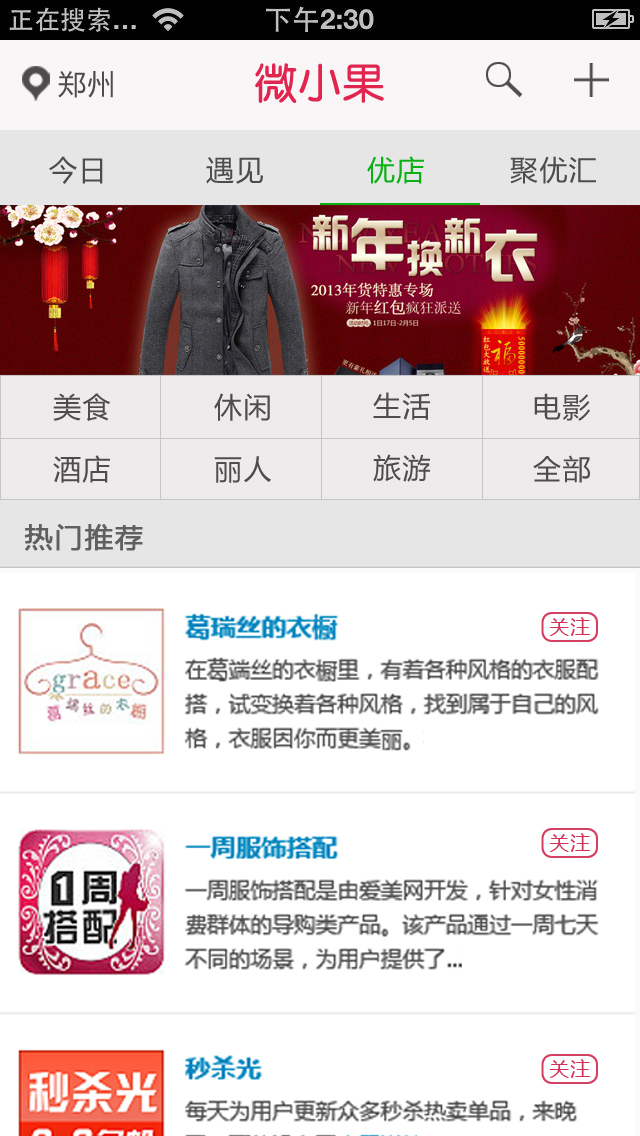 正在搜索... 下午2:30
郑州 微小果
今日 遇见 优店 聚优汇
新年换新衣
2013年货特惠专场
新年红包疯狂派送
活动时间 1月17日-2月5日
福
红包大放送
美食 休闲 生活 电影
酒店 丽人 旅游 全部
热门推荐
grace
葛瑞丝的衣橱
葛瑞丝的衣橱 关注
在葛端丝的衣橱里，有着各种风格的衣服配
搭，试变换着各种风格，找到属于自己的风
格，衣服因你而更美丽。
1周
搭配
一周服饰搭配 关注
一周服饰搭配是由爱美网开发，针对女性消
费群体的导购类产品。该产品通过一周七天
不同的场景，为用户提供了...
秒杀光
秒杀光 关注
每天为用户更新众多秒杀热卖单品，来晚